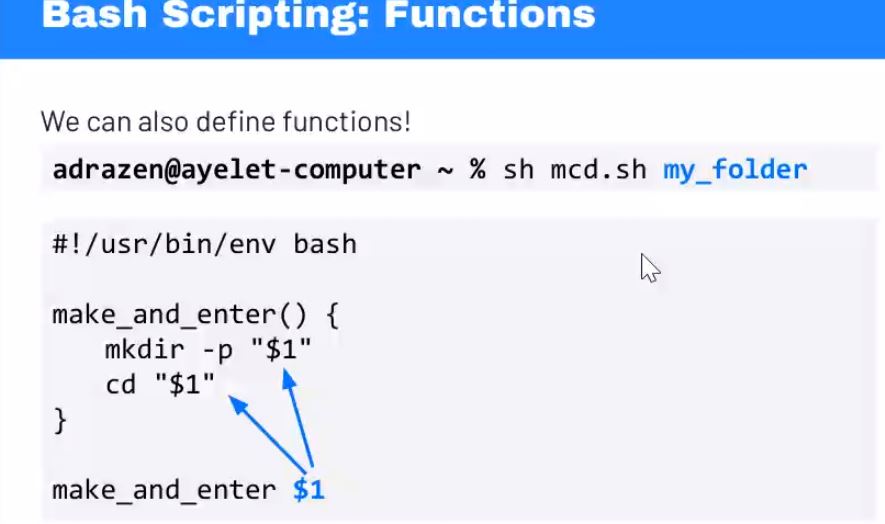 Bash Scripting: Functions
We can also define functions!
adrazen@ayelet-computer ~ % sh mcd.sh my_folder
#!/usr/bin/env bash
make_and_enter() {
mkdir -p "$1"
cd "$1"
}
make_and_enter $1